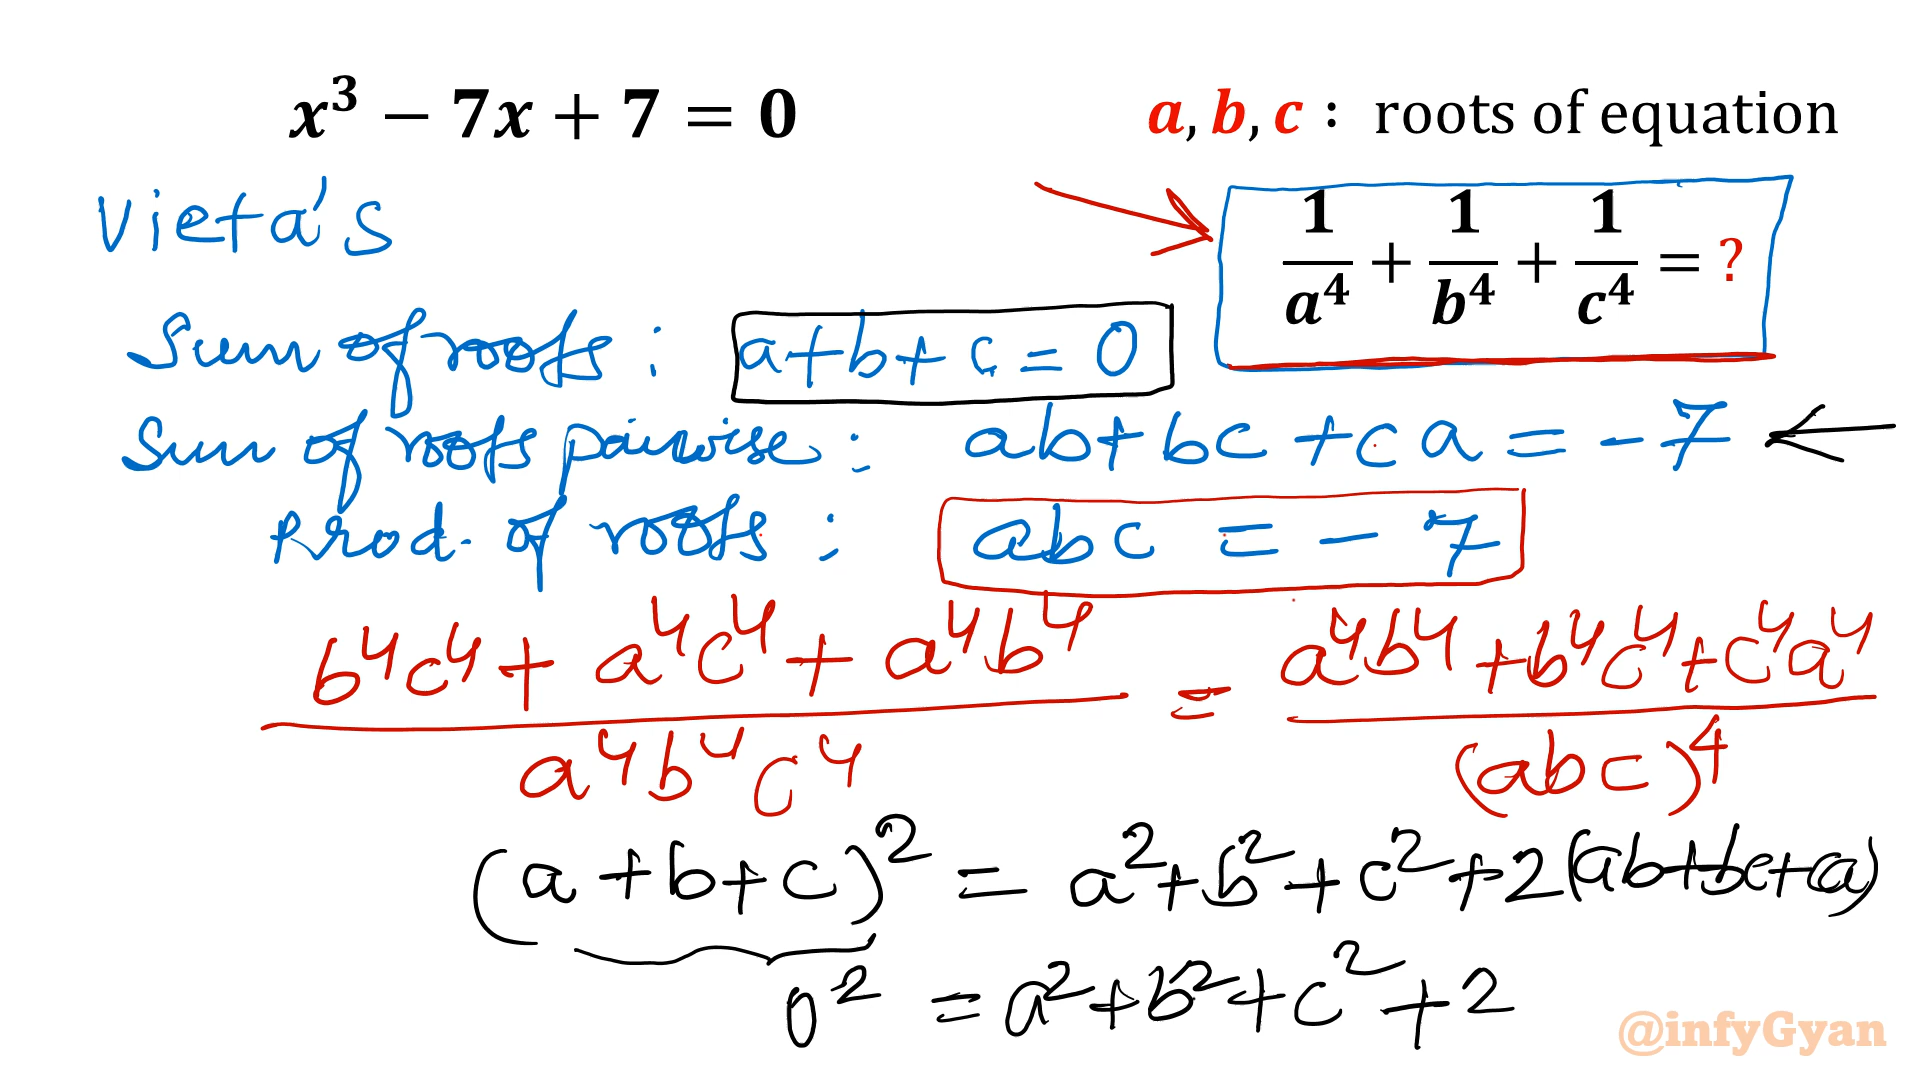 x³ − 7x + 7 = 0
a, b, c : roots of equation
Vieta's
1/a⁴ + 1/b⁴ + 1/c⁴ = ?
Sum of roots : a+b+c = 0
Sum of roots pairwise : ab+bc+ca = -7
Prod. of roots : abc = -7
(b⁴c⁴ + a⁴c⁴ + a⁴b⁴)/(a⁴b⁴c⁴) = (a⁴b⁴+b⁴c⁴+c⁴a⁴)/(abc)⁴
(a+b+c)² = a²+b²+c²+2(ab+bc+ca)
0² = a²+b²+c²+2
@infyGyan